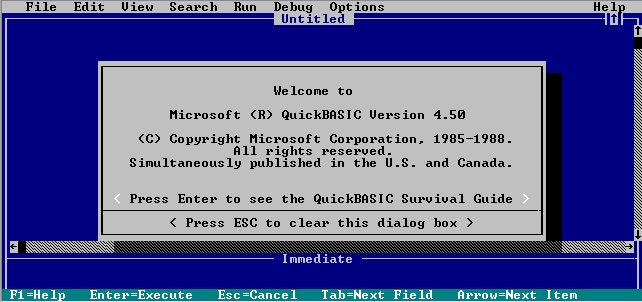 File Edit View Search Run Debug Options Help
Untitled
Welcome to
Microsoft (R) QuickBASIC Version 4.50
(C) Copyright Microsoft Corporation, 1985-1988.
All rights reserved.
Simultaneously published in the U.S. and Canada.
< Press Enter to see the QuickBASIC Survival Guide >
< Press ESC to clear this dialog box >
Immediate
F1=Help Enter=Execute Esc=Cancel Tab=Next Field Arrow=Next Item